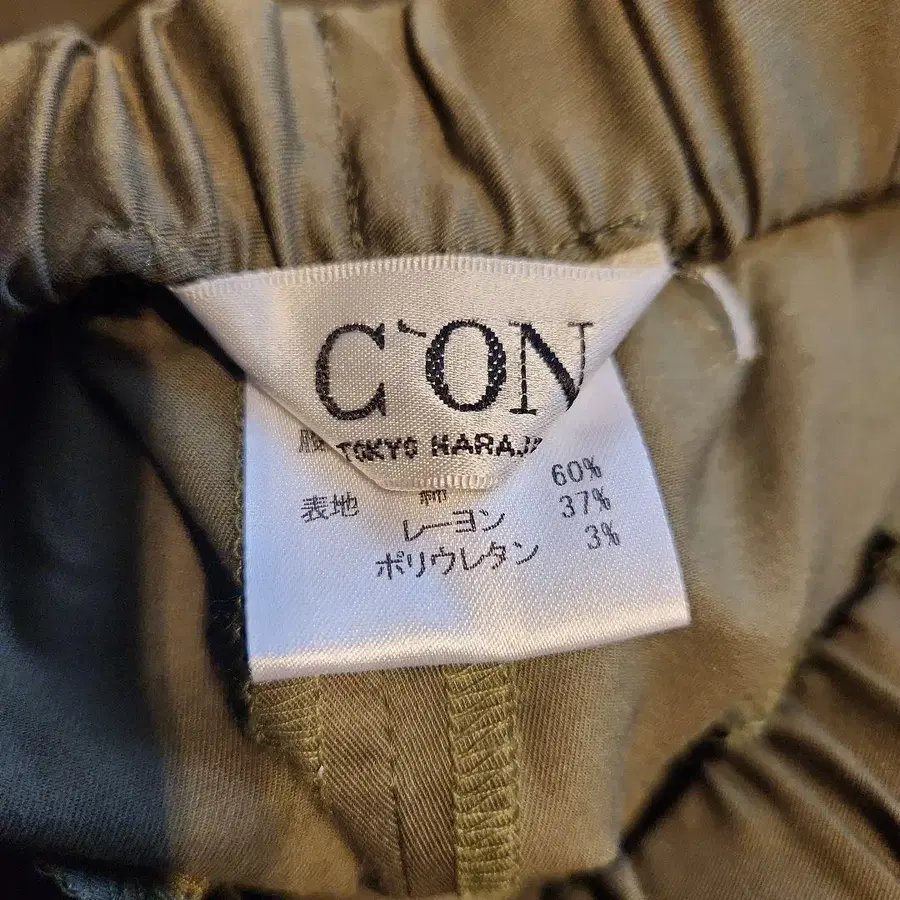 C`ON
TOKYO HARAJ
60%
表地
レーヨン 37%
ポリウレタン 3%